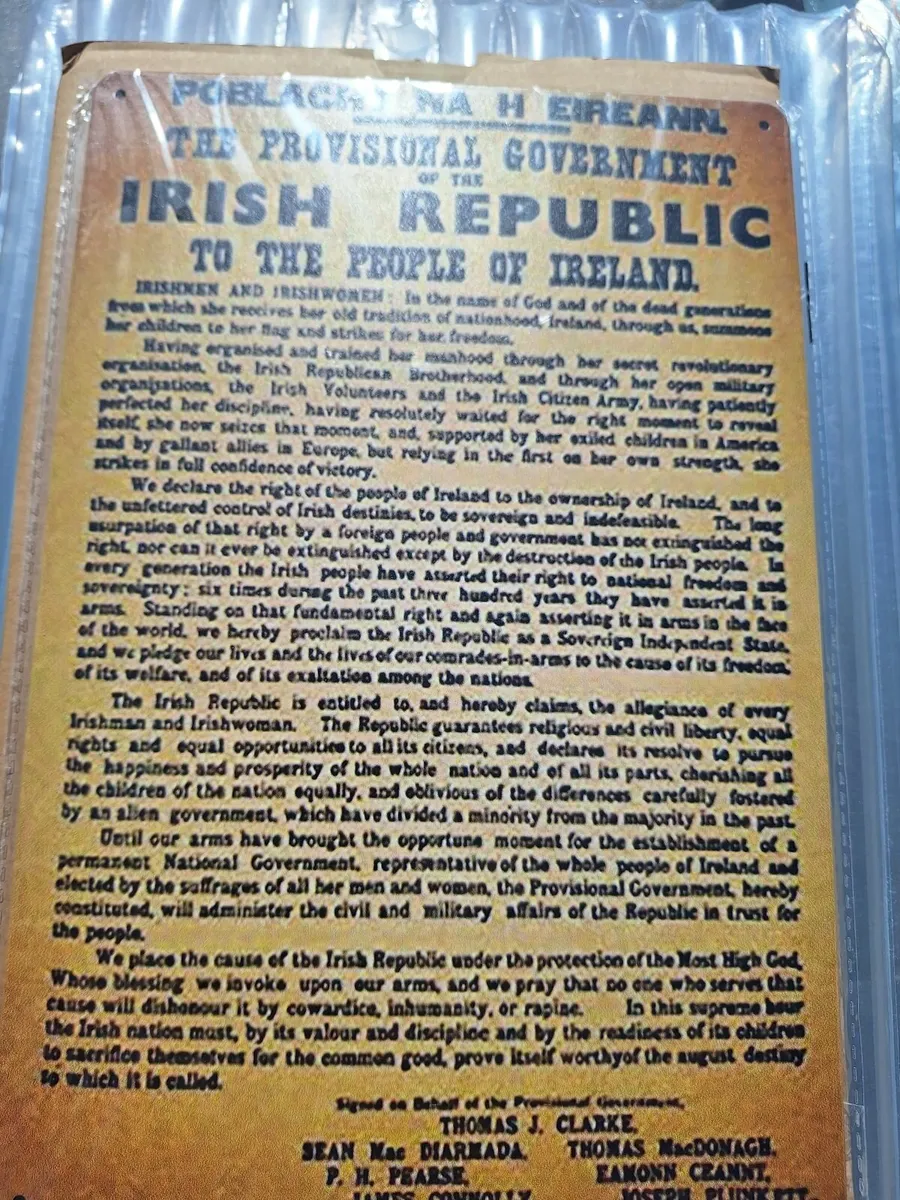 POBLACHT NA H EIREANN.
THE PROVISIONAL GOVERNMENT
OF THE
IRISH REPUBLIC
TO THE PEOPLE OF IRELAND.
IRISHMEN AND IRISHWOMEN : In the name of God and of the dead generations
from which she receives her old tradition of nationhood, Ireland, through us, summons
her children to her flag and strikes for her freedom.
Having organised and trained her manhood through her secret revolutionary
organisation, the Irish Republican Brotherhood, and through her open military
organisations, the Irish Volunteers and the Irish Citizen Army, having patiently
perfected her discipline, having resolutely waited for the right moment to reveal
itself, she now seizes that moment, and, supported by her exiled children in America
and by gallant allies in Europe, but relying in the first on her own strength, she
strikes in full confidence of victory.
We declare the right of the people of Ireland to the ownership of Ireland, and to
the unfettered control of Irish destinies, to be sovereign and indefeasible. The long
usurpation of that right by a foreign people and government has not extinguished the
right, nor can it ever be extinguished except by the destruction of the Irish people. In
every generation the Irish people have asserted their right to national freedom and
sovereignty ; six times during the past three hundred years they have asserted it in
arms. Standing on that fundamental right and again asserting it in arms in the face
of the world, we hereby proclaim the Irish Republic as a Sovereign Independent State,
and we pledge our lives and the lives of our comrades-in-arms to the cause of its freedom,
of its welfare, and of its exaltation among the nations.
The Irish Republic is entitled to, and hereby claims, the allegiance of every
Irishman and Irishwoman. The Republic guarantees religious and civil liberty, equal
rights and equal opportunities to all its citizens, and declares its resolve to pursue
the happiness and prosperity of the whole nation and of all its parts, cherishing all
the children of the nation equally, and oblivious of the differences carefully fostered
by an alien government, which have divided a minority from the majority in the past.
Until our arms have brought the opportune moment for the establishment of a
permanent National Government, representative of the whole people of Ireland and
elected by the suffrages of all her men and women, the Provisional Government, hereby
constituted, will administer the civil and military affairs of the Republic in trust for
the people.
We place the cause of the Irish Republic under the protection of the Most High God,
Whose blessing we invoke upon our arms, and we pray that no one who serves that
cause will dishonour it by cowardice, inhumanity, or rapine. In this supreme hour
the Irish nation must, by its valour and discipline and by the readiness of its children
to sacrifice themselves for the common good, prove itself worthy of the august destiny
to which it is called.
Signed on Behalf of the Provisional Government,
THOMAS J. CLARKE.
SEAN Mac DIARMADA. THOMAS MacDONAGH.
P. H. PEARSE. EAMONN CEANNT.
JAMES CONNOLLY. JOSEPH PLUNKETT.